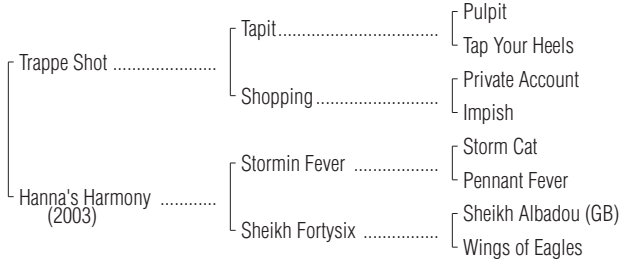 Pulpit
Tapit
Tap Your Heels
Trappe Shot
Private Account
Shopping
Impish
Storm Cat
Stormin Fever
Pennant Fever
Hanna's Harmony
(2003)
Sheikh Albadou (GB)
Sheikh Fortysix
Wings of Eagles